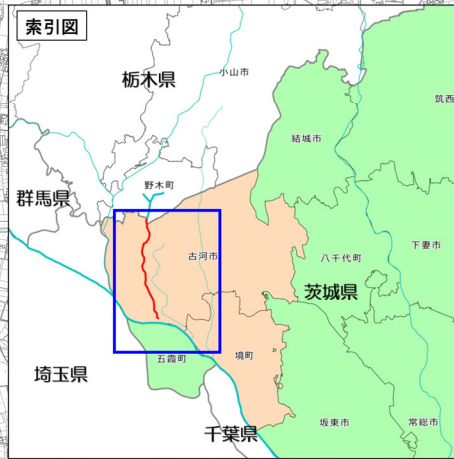 索引図
栃木県
小山市
筑西
結城市
野木町
群馬県
古河市
八千代町
下妻市
茨城県
五霞町
境町
埼玉県
千葉県
坂東市
常総市